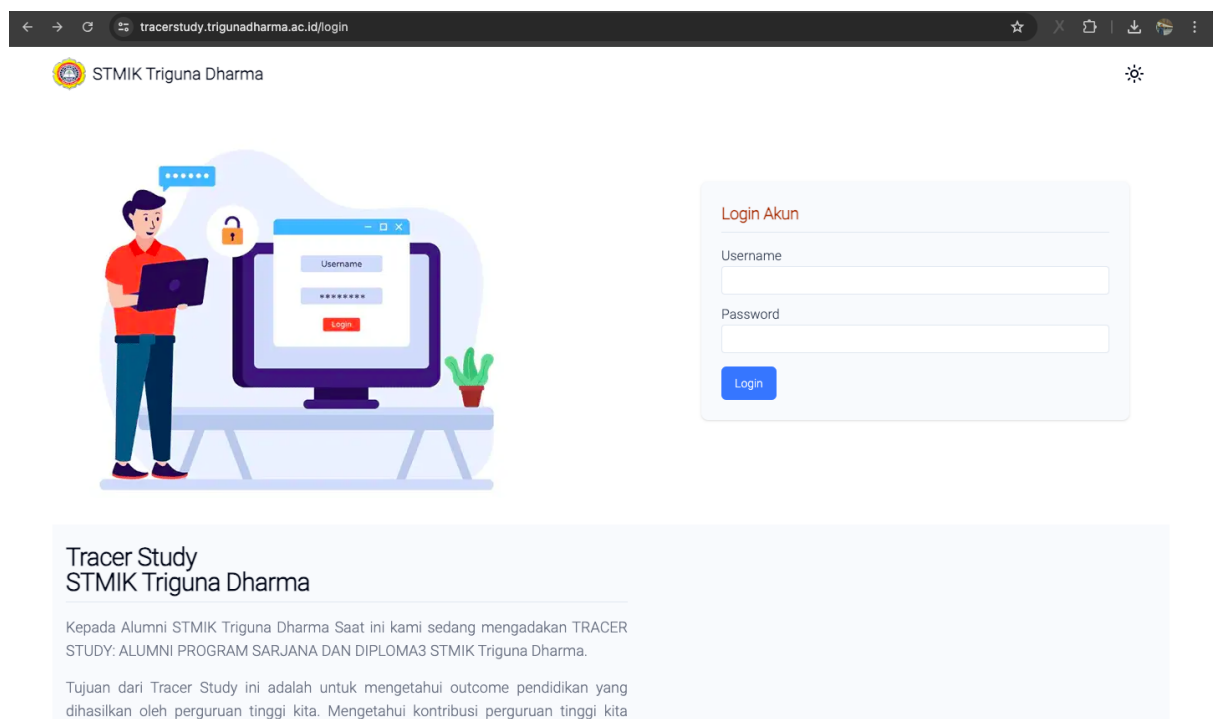 tracerstudy.trigunadharma.ac.id/login
STMIK Triguna Dharma
Username
********
Login
Login Akun
Username
Password
Login
Tracer Study
STMIK Triguna Dharma
Kepada Alumni STMIK Triguna Dharma Saat ini kami sedang mengadakan TRACER
STUDY: ALUMNI PROGRAM SARJANA DAN DIPLOMA3 STMIK Triguna Dharma.
Tujuan dari Tracer Study ini adalah untuk mengetahui outcome pendidikan yang
dihasilkan oleh perguruan tinggi kita. Mengetahui kontribusi perguruan tinggi kita